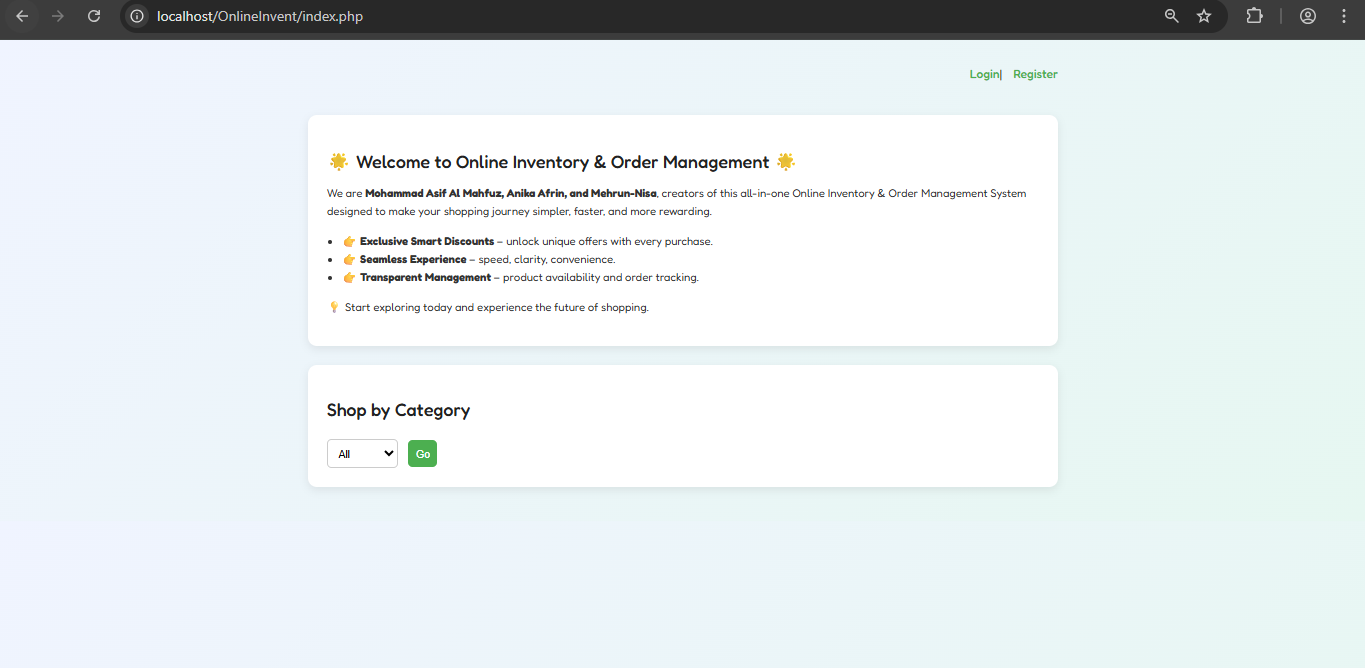 localhost/OnlineInvent/index.php
Login| Register
🌟 Welcome to Online Inventory & Order Management 🌟
We are Mohammad Asif Al Mahfuz, Anika Afrin, and Mehrun-Nisa, creators of this all-in-one Online Inventory & Order Management System
designed to make your shopping journey simpler, faster, and more rewarding.
• 👉 Exclusive Smart Discounts – unlock unique offers with every purchase.
• 👉 Seamless Experience – speed, clarity, convenience.
• 👉 Transparent Management – product availability and order tracking.
💡 Start exploring today and experience the future of shopping.
Shop by Category
All Go